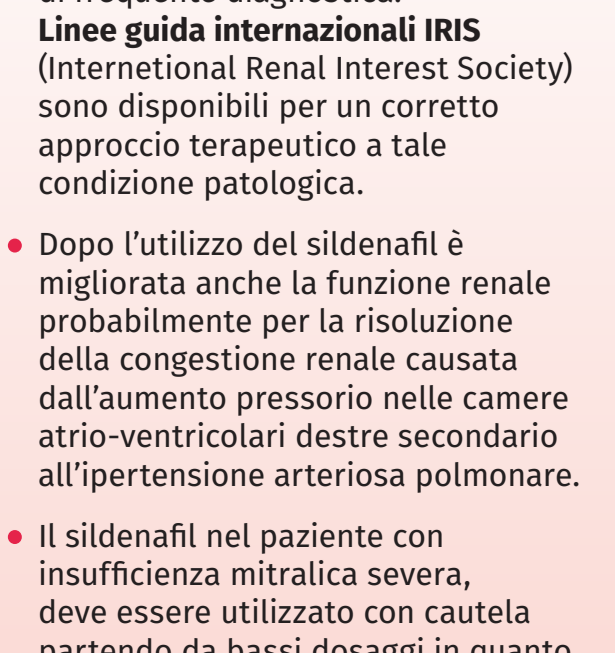 di frequente diagnostica.
Linee guida internazionali IRIS
(Internetional Renal Interest Society)
sono disponibili per un corretto
approccio terapeutico a tale
condizione patologica.
• Dopo l’utilizzo del sildenafil è
migliorata anche la funzione renale
probabilmente per la risoluzione
della congestione renale causata
dall’aumento pressorio nelle camere
atrio-ventricolari destre secondario
all’ipertensione arteriosa polmonare.
• Il sildenafil nel paziente con
insufficienza mitralica severa,
deve essere utilizzato con cautela
partendo da bassi dosaggi in quanto